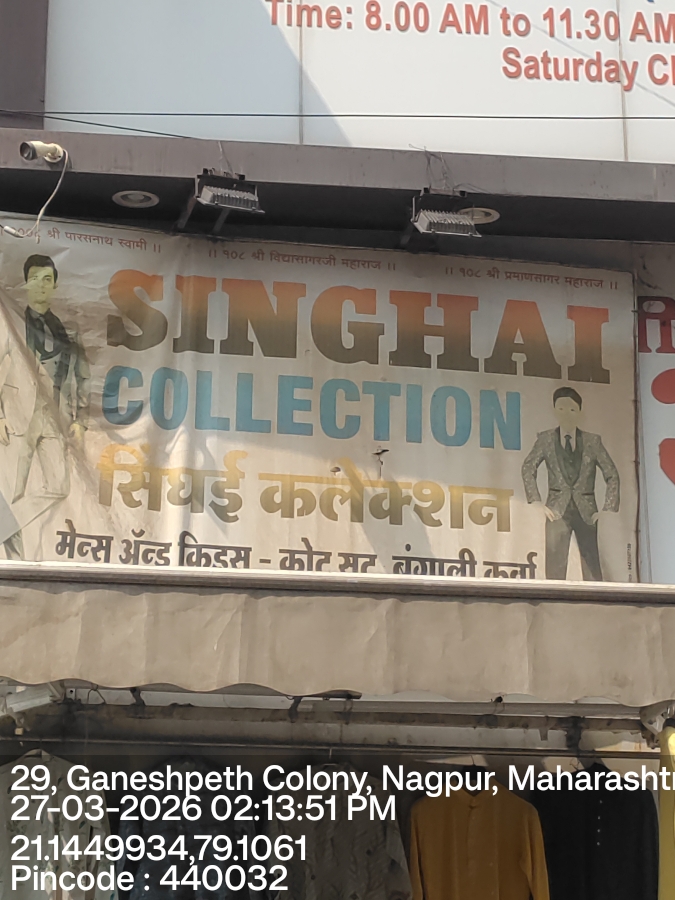 Time: 8.00 AM to 11.30 AM
Saturday
श्री पारसनाथ स्वामी ।।
।। १०८ श्री विद्यासागरजी महाराज ।।
।। १०८ श्री प्रमाणसागर महाराज ।।
SINGHAI
COLLECTION
सिंघई कलेक्शन
मेन्स ॲन्ड किड्स - कोट सुट, बंगाली कुर्ता
29, Ganeshpeth Colony, Nagpur, Maharashtr
27-03-2026 02:13:51 PM
21.1449934,79.1061
Pincode : 440032